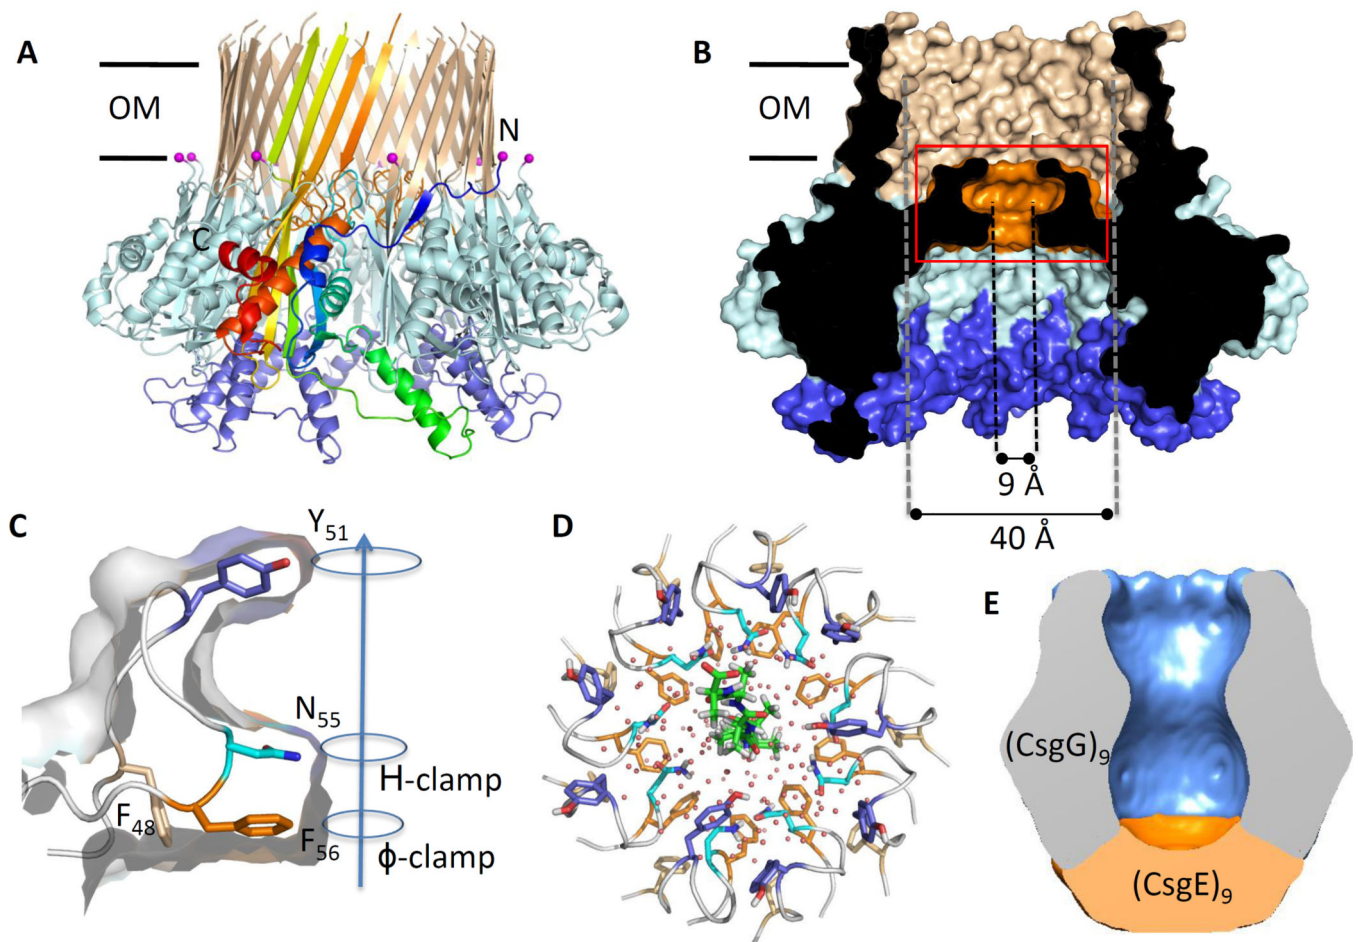 A
OM
N
C
B
OM
9 Å
40 Å
C
Y51
N55
H-clamp
F48
F56
ϕ-clamp
D
E
(CsgG)9
(CsgE)9